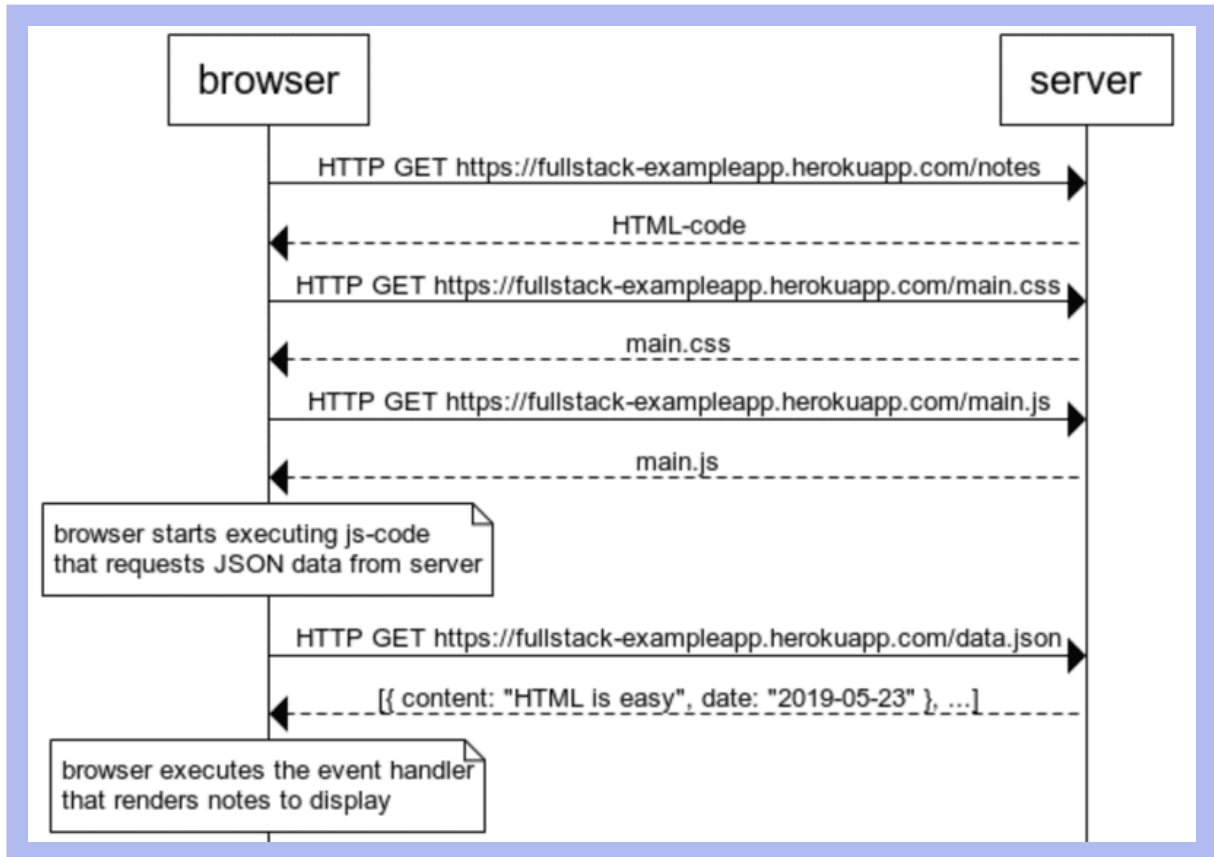 browser
server
HTTP GET https://fullstack-exampleapp.herokuapp.com/notes
HTML-code
HTTP GET https://fullstack-exampleapp.herokuapp.com/main.css
main.css
HTTP GET https://fullstack-exampleapp.herokuapp.com/main.js
main.js
browser starts executing js-code
that requests JSON data from server
HTTP GET https://fullstack-exampleapp.herokuapp.com/data.json
[{ content: "HTML is easy", date: "2019-05-23" }, ...]
browser executes the event handler
that renders notes to display